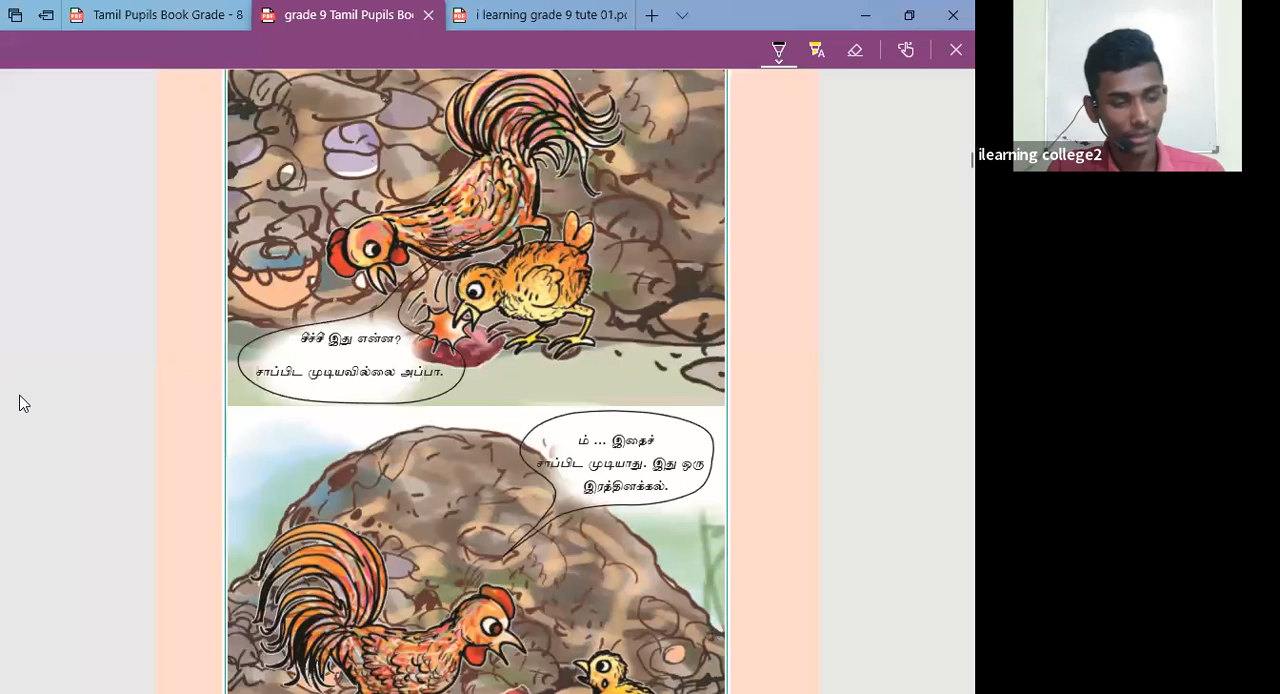 Tamil Pupils Book Grade - 8
grade 9 Tamil Pupils Bo
i learning grade 9 tute 01.p
ilearning college2
சீச்சீ இது என்ன?
சாப்பிட முடியவில்லை அப்பா.
ம் ... இதைச்
சாப்பிட முடியாது. இது ஒரு
இரத்தினக்கல்.